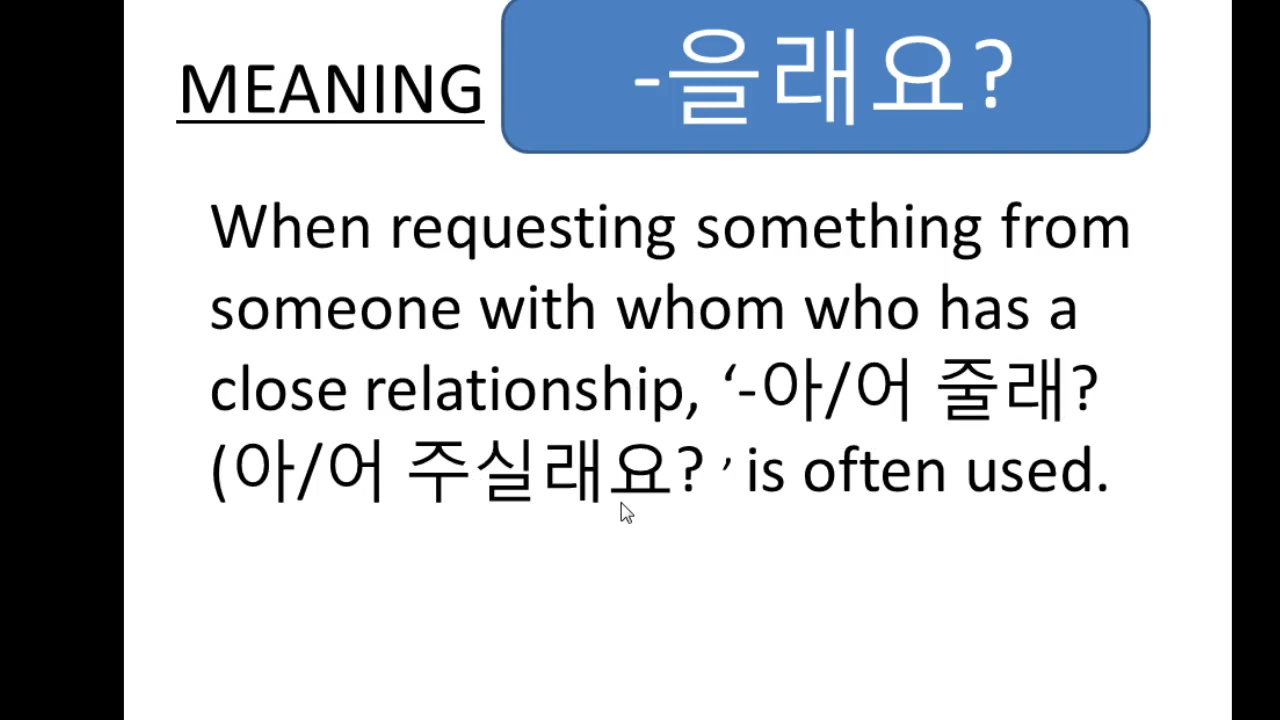 MEANING -을래요?
When requesting something from
someone with whom who has a
close relationship, ‘-아/어 줄래?
(아/어 주실래요? ’ is often used.